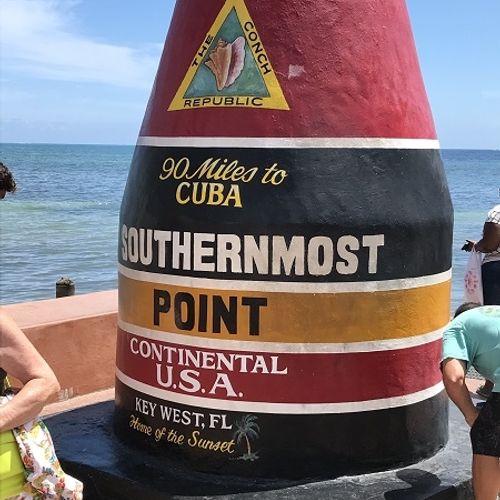 THE CONCH
REPUBLIC
90 Miles to
CUBA
SOUTHERNMOST
POINT
CONTINENTAL
U.S.A.
KEY WEST, FL
Home of the Sunset